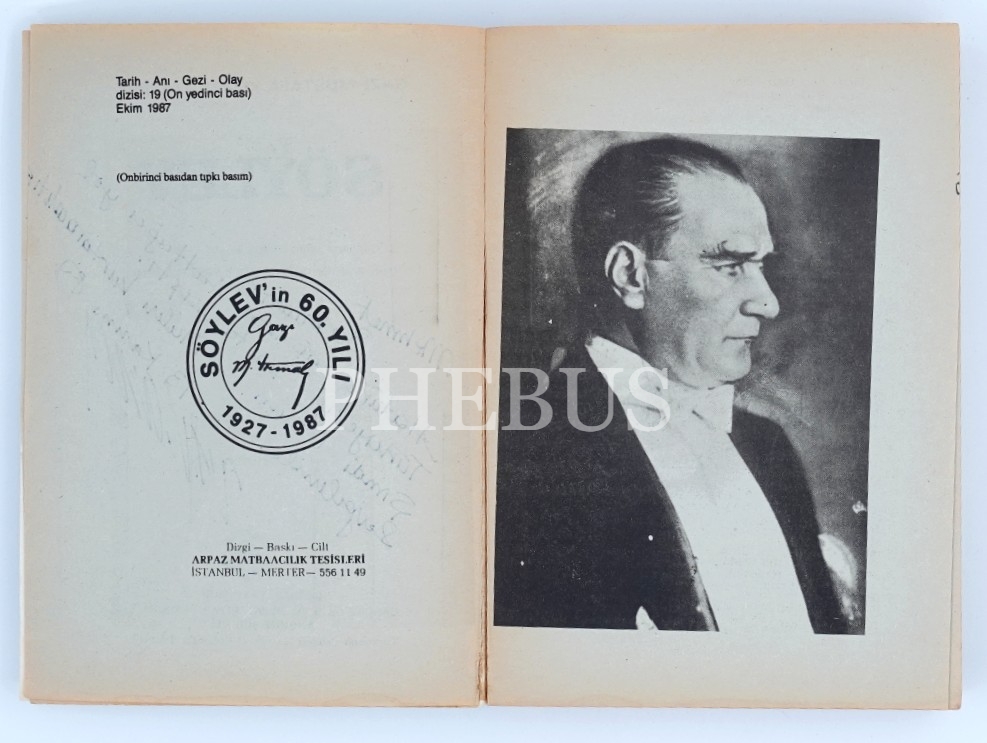 Tarih - Anı - Gezi - Olay
dizisi: 19 (On yedinci bası)
Ekim 1987
(Onbirinci basıdan tıpkı basım)
SÖYLEV'in 60. YILI
Gazi
M. Kemal
1927-1987
PHEBUS
Dizgi — Baskı — Cilt
ARPAZ MATBAACILIK TESİSLERİ
İSTANBUL — MERTER— 556 11 49